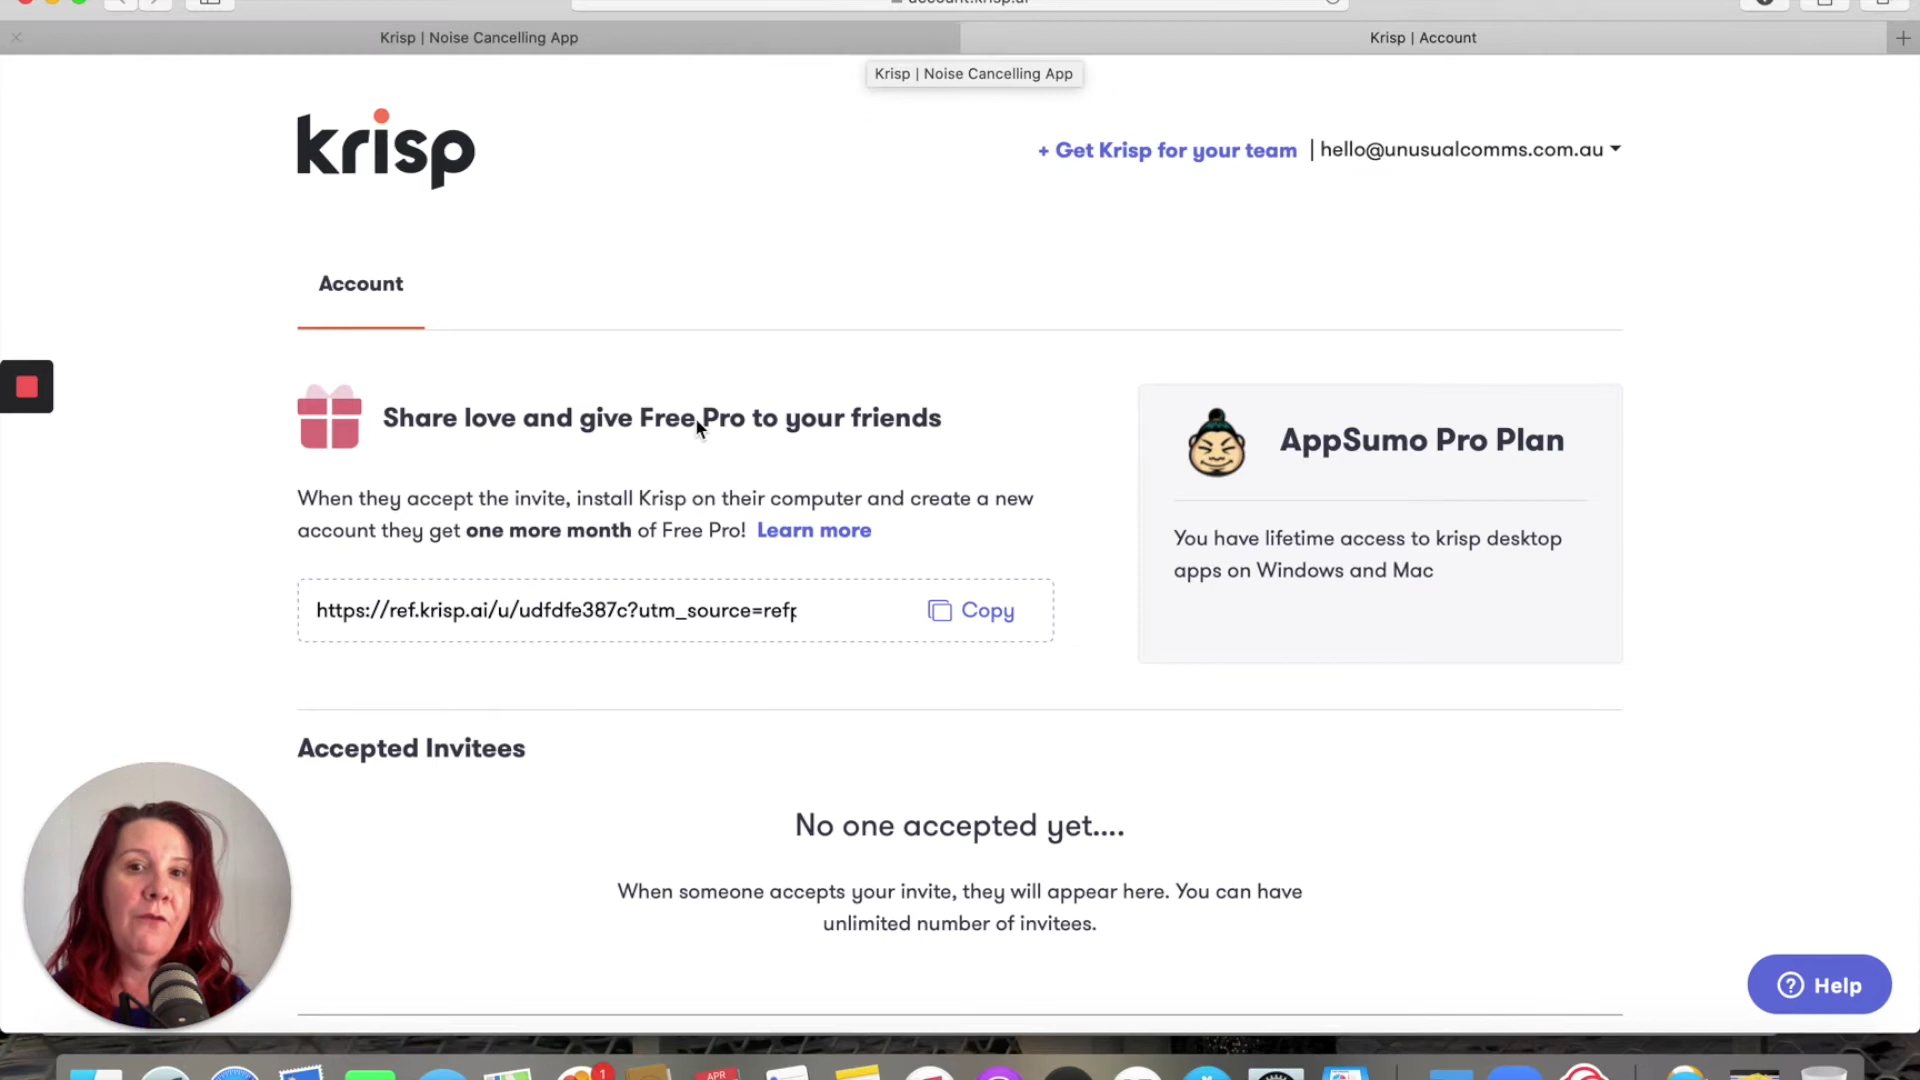 Krisp | Noise Cancelling App
Krisp | Account
Krisp | Noise Cancelling App
krisp
+ Get Krisp for your team | hello@unusualcomms.com.au
Account
Share love and give Free Pro to your friends
When they accept the invite, install Krisp on their computer and create a new
account they get one more month of Free Pro! Learn more
https://ref.krisp.ai/u/udfdfe387c?utm_source=refp
Copy
AppSumo Pro Plan
You have lifetime access to krisp desktop
apps on Windows and Mac
Accepted Invitees
No one accepted yet....
When someone accepts your invite, they will appear here. You can have
unlimited number of invitees.
? Help
1
APR